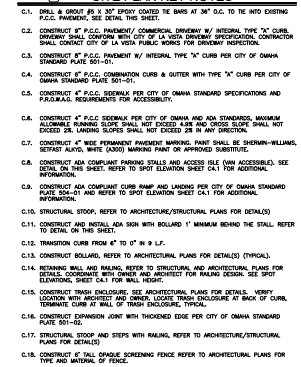 C.1. DRILL & GROUT #5 X 30" EPOXY COATED TIE BARS AT 36" O.C. TO TIE INTO EXISTING
P.C.C. PAVEMENT, SEE DETAIL THIS SHEET.
C.2. CONSTRUCT 9" P.C.C. PAVEMENT/ COMMERCIAL DRIVEWAY W/ INTEGRAL TYPE "A" CURB.
DRIVEWAY SHALL CONFORM WITH CITY OF LA VISTA DRIVEWAY SPECIFICATION. CONTRACTOR
SHALL CONTACT CITY OF LA VISTA PUBLIC WORKS FOR DRIVEWAY INSPECTION.
C.3. CONSTRUCT 6" P.C.C. PAVEMENT W/ INTEGRAL TYPE "A" CURB PER CITY OF OMAHA
STANDARD PLATE 501-01.
C.4. CONSTRUCT 6" P.C.C. COMBINATION CURB & GUTTER WITH TYPE "A" CURB PER CITY OF
OMAHA STANDARD PLATE 501-01.
C.5. CONSTRUCT 4" P.C.C. SIDEWALK PER CITY OF OMAHA STANDARD SPECIFICATIONS AND
P.R.O.W.A.G. REQUIREMENTS FOR ACCESSIBILITY.
C.6. CONSTRUCT 4" P.C.C SIDEWALK PER CITY OF OMAHA AND ADA STANDARDS, MAXIMUM
ALLOWABLE RUNNING SLOPE SHALL NOT EXCEED 4.9% AND CROSS SLOPE SHALL NOT
EXCEED 2%. LANDING SLOPES SHALL NOT EXCEED 2% IN ANY DIRECTION.
C.7. CONSTRUCT 4" WIDE PERMANENT PAVEMENT MARKING. PAINT SHALL BE SHERWIN-WILLIAMS,
SETFAST ALKYD, WHITE (A300) MARKING PAINT OR APPROVED SUBSTITUTE.
C.8. CONSTRUCT ADA COMPLIANT PARKING STALLS AND ACCESS ISLE (VAN ACCESSIBLE). SEE
DETAIL ON THIS SHEET. REFER TO SPOT ELEVATION SHEET C4.1 FOR ADDITIONAL
INFORMATION.
C.9. CONSTRUCT ADA COMPLIANT CURB RAMP AND LANDING PER CITY OF OMAHA STANDARD
PLATE 504-01 AND REFER TO SPOT ELEVATION SHEET C4.1 FOR ADDITIONAL
INFORMATION.
C.10. STRUCTURAL STOOP, REFER TO ARCHITECTURE/STRUCTURAL PLANS FOR DETAIL(S)
C.11. CONSTRUCT AND INSTALL ADA SIGN WITH BOLLARD 1' MINIMUM BEHIND THE STALL. REFER
TO DETAIL ON THIS SHEET.
C.12. TRANSITION CURB FROM 6" TO 0" IN 9 L.F.
C.13. CONSTRUCT BOLLARD, REFER TO ARCHITECTURAL PLANS FOR DETAIL(S) (TYPICAL).
C.14. RETAINING WALL AND RAILING, REFER TO STRUCTURAL AND ARCHITECTURAL PLANS FOR
DETAILS. COORDINATE WITH OWNER AND ARCHITECT FOR RAILING DESIGN. SEE SPOT
ELEVATIONS, SHEET C4.1 FOR WALL HEIGHT.
C.15. CONSTRUCT TRASH ENCLOSURE, SEE ARCHITECTURAL PLANS FOR DETAILS. VERIFY
LOCATION WITH ARCHITECT AND OWNER. LOCATE TRASH ENCLOSURE AT BACK OF CURB,
TERMINATE CURB AT WALL OF TRASH ENCLOSURE, TYPICAL.
C.16. CONSTRUCT EXPANSION JOINT WITH THICKENED EDGE PER CITY OF OMAHA STANDARD
PLATE 501-02.
C.17. STRUCTURAL STOOP AND STEPS WITH RAILING, REFER TO ARCHITECTURE/STRUCTURAL
PLANS FOR DETAIL(S)
C.18. CONSTRUCT 6' TALL OPAQUE SCREENING FENCE REFER TO ARCHITECTURE PLANS FOR
TYPE AND MATERIAL OF FENCE.